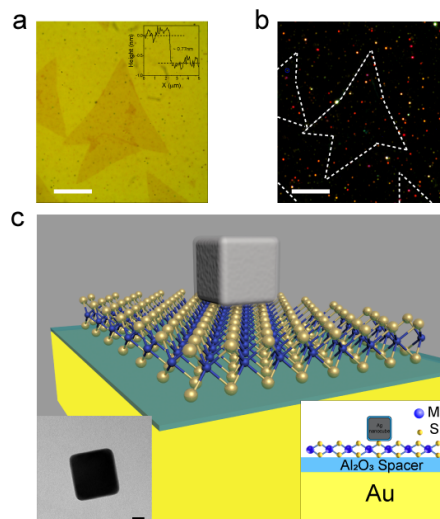 a
b
Height (nm)
~ 0.77nm
X (μm)
c
Ag
nanocube
M
S
Al₂O₃ Spacer
Au